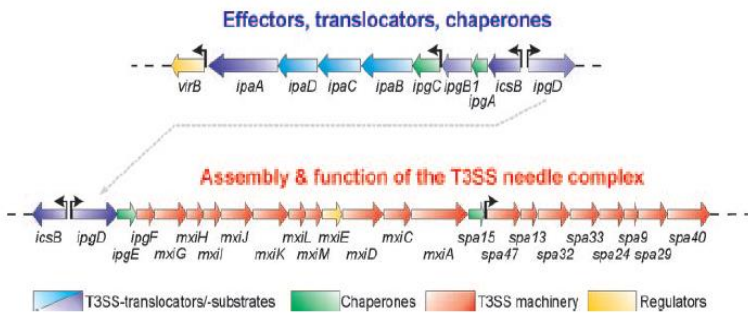 Effectors, translocators, chaperones
virB ipaA ipaD ipaC ipaB ipgC ipgB1 ipgA icsB ipgD
Assembly & function of the T3SS needle complex
icsB ipgD ipgE ipgF mxiG mxiH mxiI mxiJ mxiK mxiL mxiM mxiE mxiD mxiC mxiA spa15 spa47 spa13 spa32 spa33 spa24 spa9 spa29 spa40
T3SS-translocators/-substrates Chaperones T3SS machinery Regulators